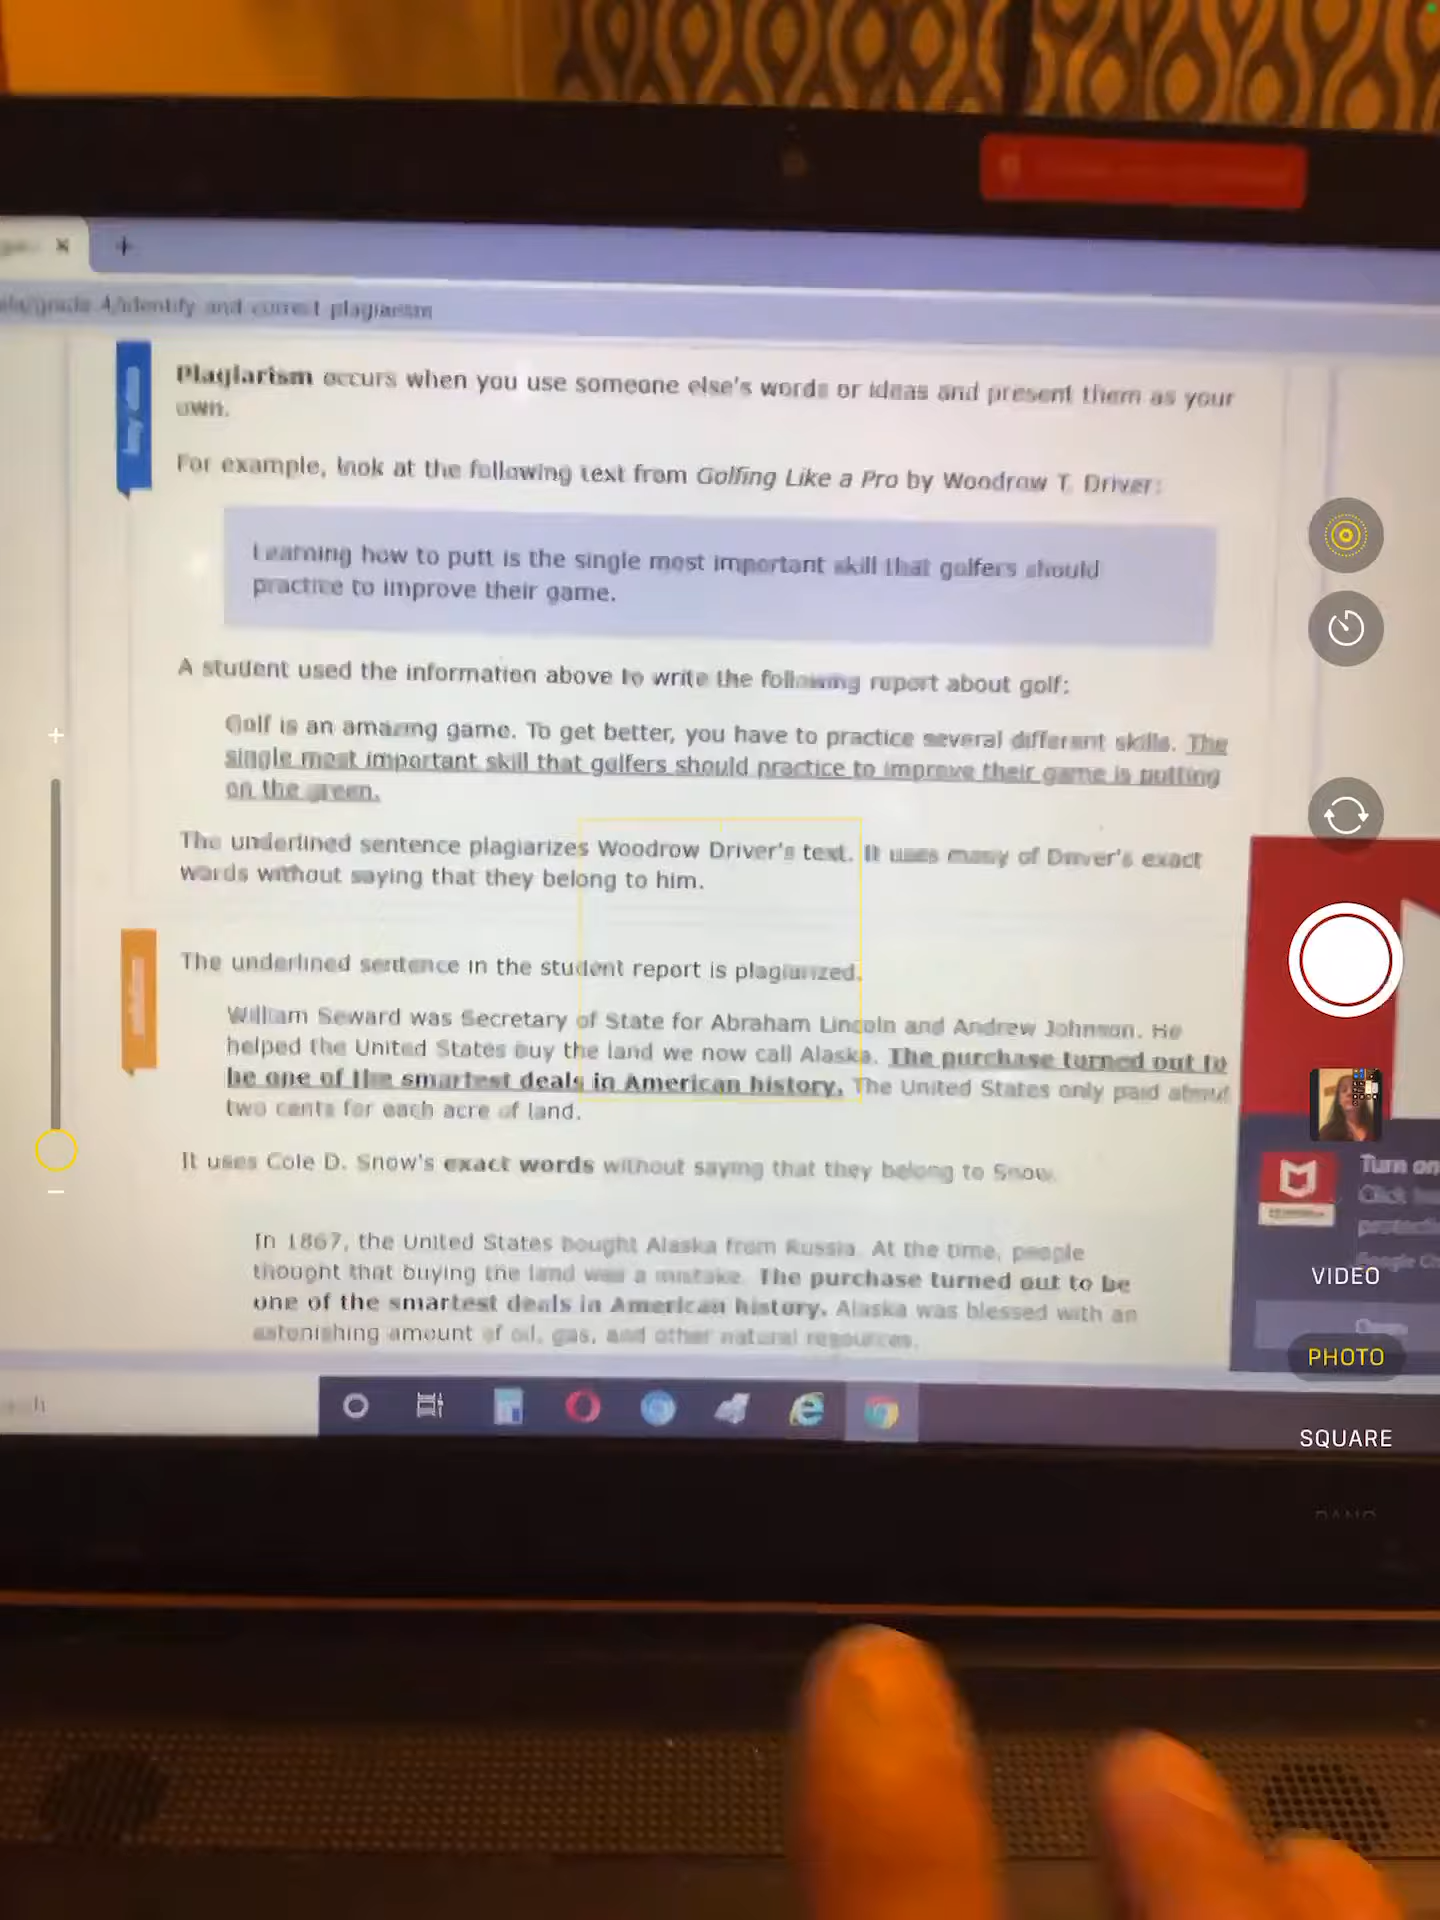 grade 4/identify and correct plagiarism
Plagiarism occurs when you use someone else's words or ideas and present them as your
own.
For example, look at the following text from Golfing Like a Pro by Woodrow T. Driver:
Learning how to putt is the single most important skill that golfers should
practice to improve their game.
A student used the information above to write the following report about golf:
Golf is an amazing game. To get better, you have to practice several different skills. The
single most important skill that golfers should practice to improve their game is putting
on the green.
The underlined sentence plagiarizes Woodrow Driver's text. It uses many of Driver's exact
words without saying that they belong to him.
The underlined sentence in the student report is plagiarized.
William Seward was Secretary of State for Abraham Lincoln and Andrew Johnson. He
helped the United States buy the land we now call Alaska. The purchase turned out to
be one of the smartest deals in American history. The United States only paid about
two cents for each acre of land.
It uses Cole D. Snow's exact words without saying that they belong to Snow.
In 1867, the United States bought Alaska from Russia. At the time, people
thought that buying the land was a mistake. The purchase turned out to be
one of the smartest deals in American history. Alaska was blessed with an
astonishing amount of oil, gas, and other natural resources.
Turn on
Click
Google Ch
Open
VIDEO
PHOTO
SQUARE